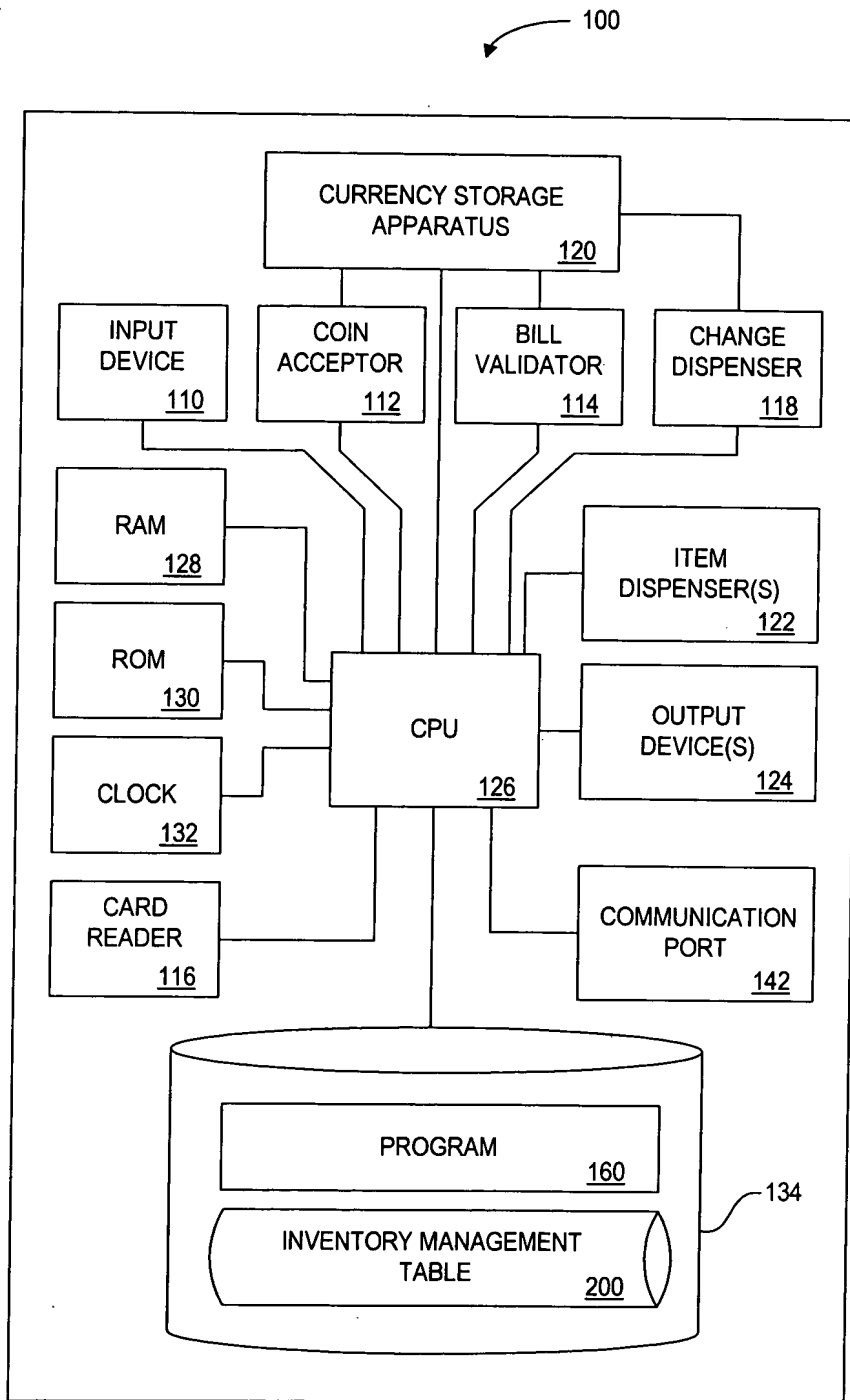 100
CURRENCY STORAGE
APPARATUS
120
INPUT
DEVICE
110
COIN
ACCEPTOR
112
BILL
VALIDATOR
114
CHANGE
DISPENSER
118
RAM
128
ITEM
DISPENSER(S)
122
ROM
130
CPU
126
OUTPUT
DEVICE(S)
124
CLOCK
132
CARD
READER
116
COMMUNICATION
PORT
142
PROGRAM
160
134
INVENTORY MANAGEMENT
TABLE
200